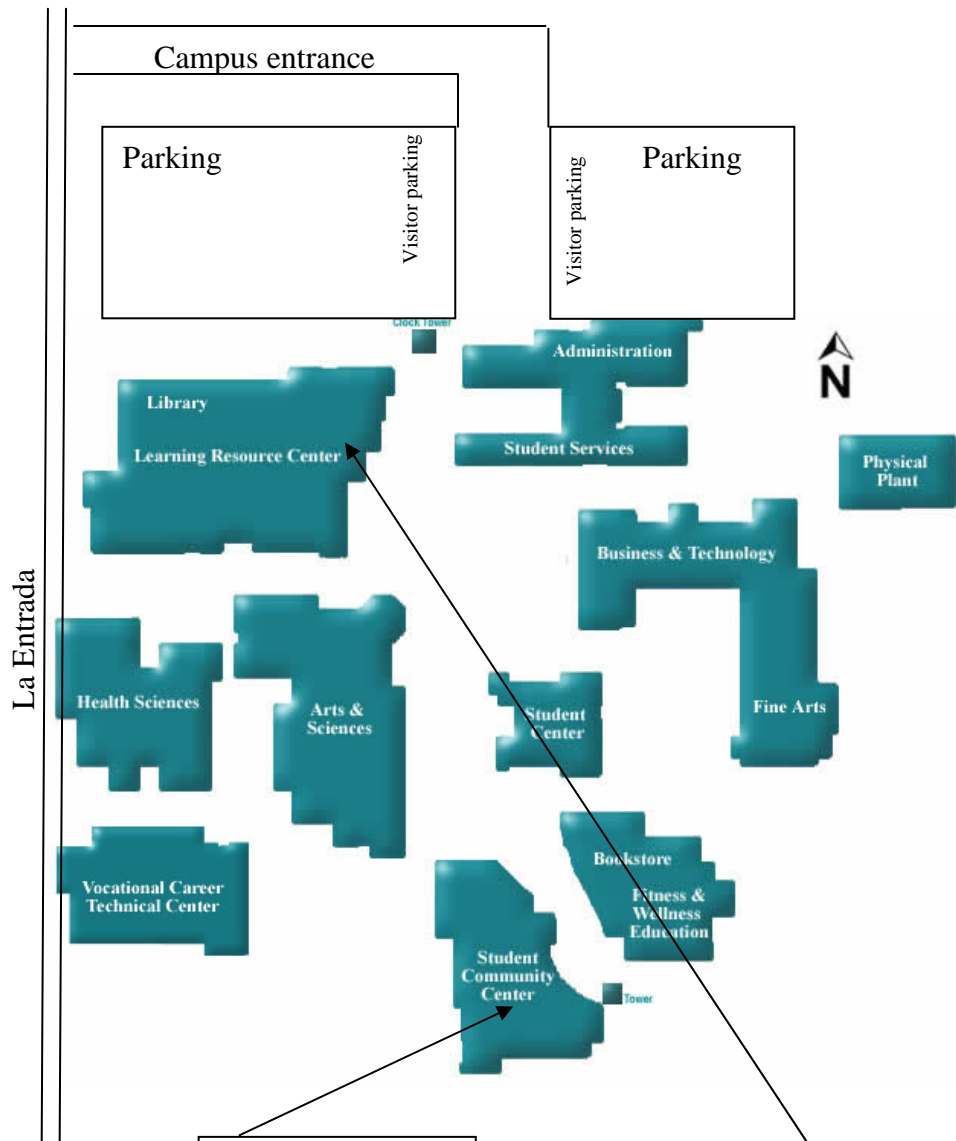 Campus entrance
Parking
Visitor parking
Visitor parking
Parking
Clock Tower
Administration
N
Library
Learning Resource Center
Student Services
Physical
Plant
Business & Technology
La Entrada
Health Sciences
Arts &
Sciences
Student
Center
Fine Arts
Bookstore
Fitness &
Wellness
Education
Vocational Career
Technical Center
Student
Community
Center
Tower